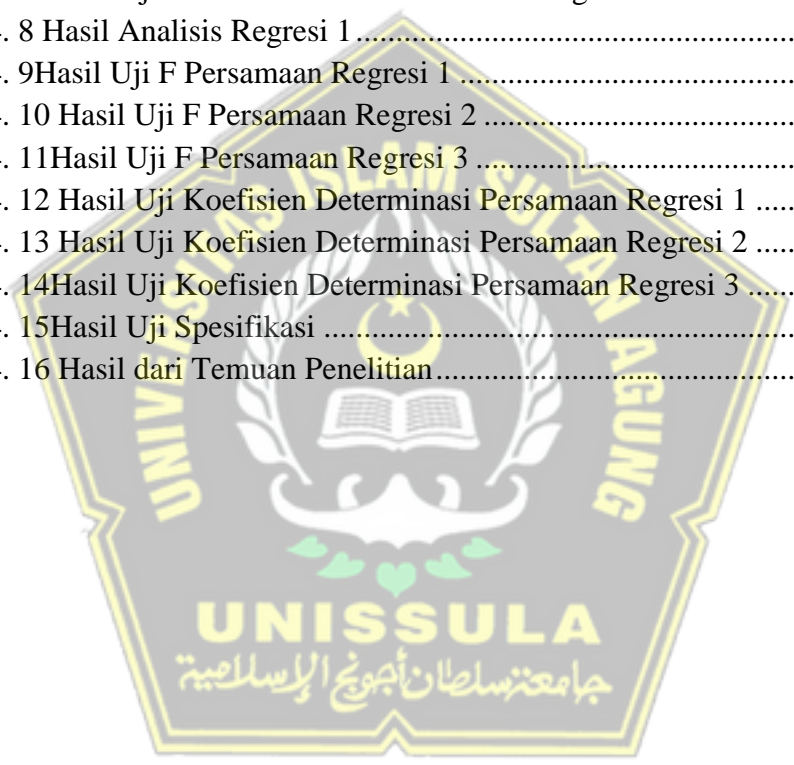 . 8 Hasil Analisis Regresi 1.............................................................
. 9Hasil Uji F Persamaan Regresi 1 ..............................................
. 10 Hasil Uji F Persamaan Regresi 2 ...........................................
. 11Hasil Uji F Persamaan Regresi 3 ............................................
. 12 Hasil Uji Koefisien Determinasi Persamaan Regresi 1 .....
. 13 Hasil Uji Koefisien Determinasi Persamaan Regresi 2 .....
. 14Hasil Uji Koefisien Determinasi Persamaan Regresi 3 ......
. 15Hasil Uji Spesifikasi .................................................................
. 16 Hasil dari Temuan Penelitian..................................................
UNIVERSITAS ISLAM SULTAN AGUNG
UNISSULA
جامعة سلطان أجونج الإسلامية